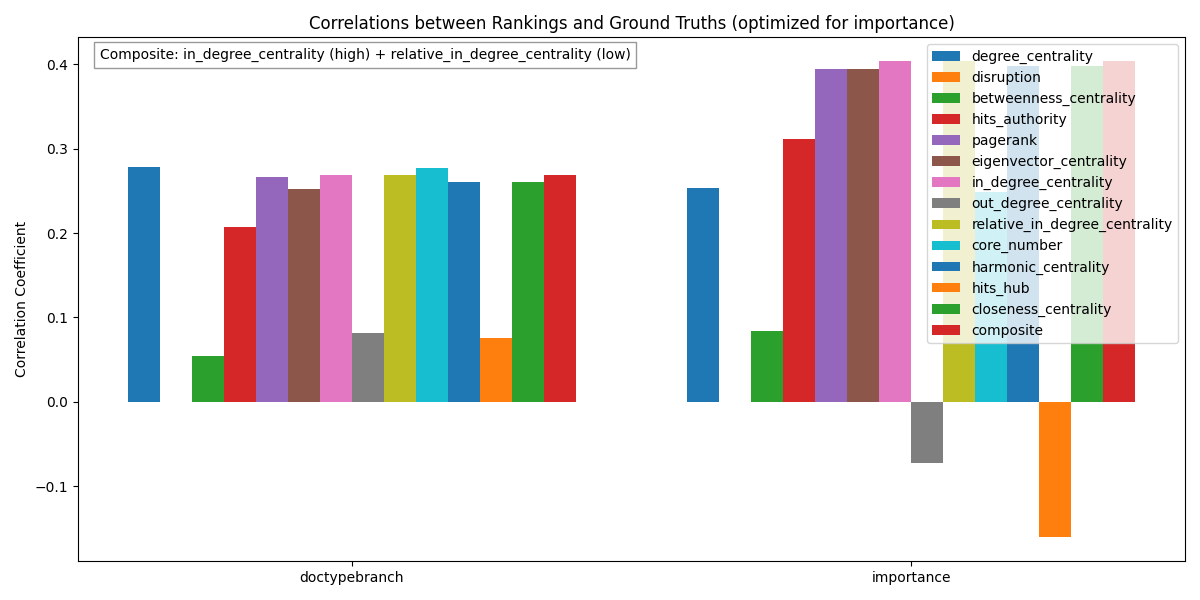 Correlations between Rankings and Ground Truths (optimized for importance)
Composite: in_degree_centrality (high) + relative_in_degree_centrality (low)
degree_centrality
disruption
betweenness_centrality
hits_authority
pagerank
eigenvector_centrality
in_degree_centrality
out_degree_centrality
relative_in_degree_centrality
core_number
harmonic_centrality
hits_hub
closeness_centrality
composite
Correlation Coefficient
0.4
0.3
0.2
0.1
0.0
−0.1
doctypebranch
importance